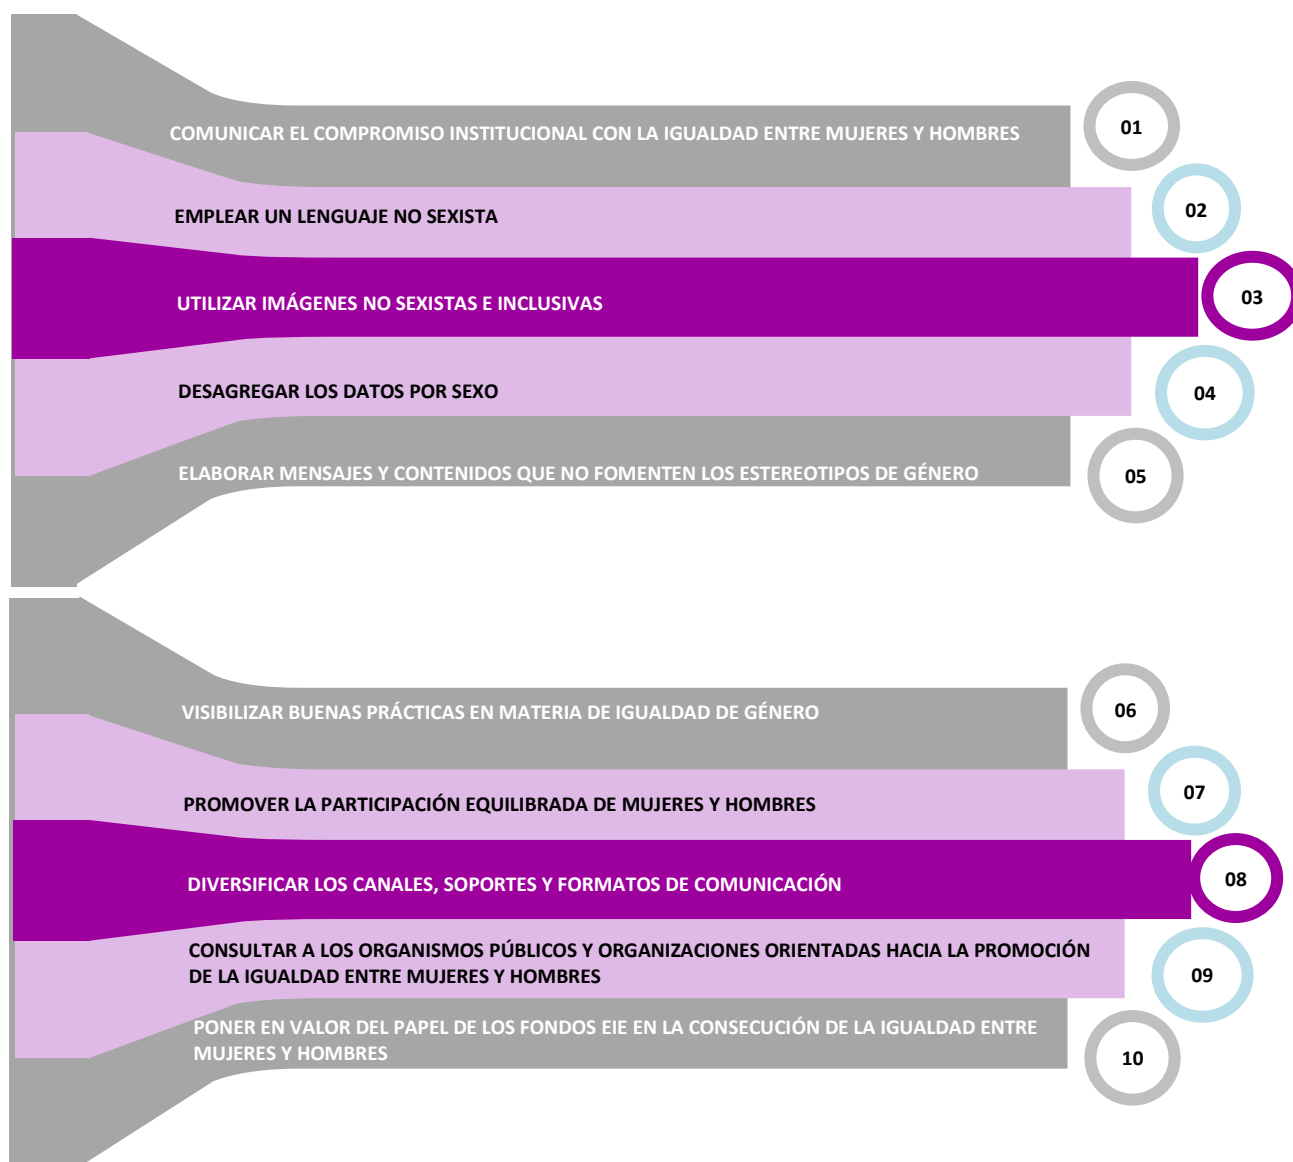 COMUNICAR EL COMPROMISO INSTITUCIONAL CON LA IGUALDAD ENTRE MUJERES Y HOMBRES
01
EMPLEAR UN LENGUAJE NO SEXISTA
02
UTILIZAR IMÁGENES NO SEXISTAS E INCLUSIVAS
03
DESAGREGAR LOS DATOS POR SEXO
04
ELABORAR MENSAJES Y CONTENIDOS QUE NO FOMENTEN LOS ESTEREOTIPOS DE GÉNERO
05
VISIBILIZAR BUENAS PRÁCTICAS EN MATERIA DE IGUALDAD DE GÉNERO
06
PROMOVER LA PARTICIPACIÓN EQUILIBRADA DE MUJERES Y HOMBRES
07
DIVERSIFICAR LOS CANALES, SOPORTES Y FORMATOS DE COMUNICACIÓN
08
CONSULTAR A LOS ORGANISMOS PÚBLICOS Y ORGANIZACIONES ORIENTADAS HACIA LA PROMOCIÓN
DE LA IGUALDAD ENTRE MUJERES Y HOMBRES
09
PONER EN VALOR DEL PAPEL DE LOS FONDOS EIE EN LA CONSECUCIÓN DE LA IGUALDAD ENTRE
MUJERES Y HOMBRES
10